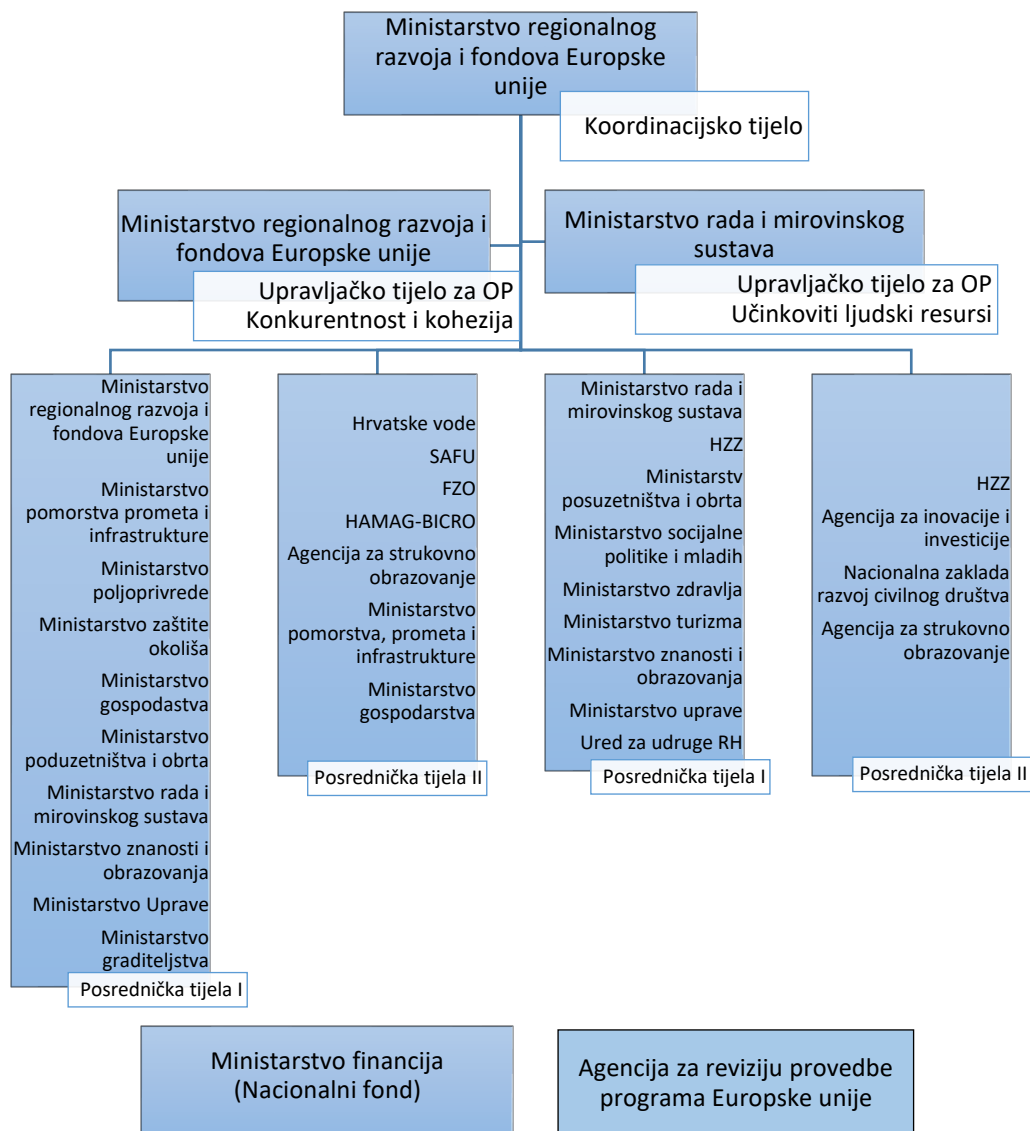 Ministarstvo regionalnog
razvoja i fondova Europske
unije
Koordinacijsko tijelo
Ministarstvo regionalnog razvoja i
fondova Europske unije
Upravljačko tijelo za OP
Konkurentnost i kohezija
Ministarstvo rada i mirovinskog
sustava
Upravljačko tijelo za OP
Učinkoviti ljudski resursi
Ministarstvo
regionalnog razvoja i
fondova Europske
unije
Ministarstvo
pomorstva prometa i
infrastrukture
Ministarstvo
poljoprivrede
Ministarstvo zaštite
okoliša
Ministarstvo
gospodastva
Ministarstvo
poduzetništva i obrta
Ministarstvo rada i
mirovinskog sustava
Ministarstvo znanosti i
obrazovanja
Ministarstvo Uprave
Ministarstvo
graditeljstva
Posrednička tijela I
Hrvatske vode
SAFU
FZO
HAMAG-BICRO
Agencija za strukovno
obrazovanje
Ministarstvo
pomorstva, prometa i
infrastrukture
Ministarstvo
gospodarstva
Posrednička tijela II
Ministarstvo rada i
mirovinskog sustava
HZZ
Ministarstv
posuzetništva i obrta
Ministarstvo socijalne
politike i mladih
Ministarstvo zdravlja
Ministarstvo turizma
Ministarstvo znanosti i
obrazovanja
Ministarstvo uprave
Ured za udruge RH
Posrednička tijela I
HZZ
Agencija za inovacije i
investicije
Nacionalna zaklada
razvoj civilnog društva
Agencija za strukovno
obrazovanje
Posrednička tijela II
Ministarstvo financija
(Nacionalni fond)
Agencija za reviziju provedbe
programa Europske unije